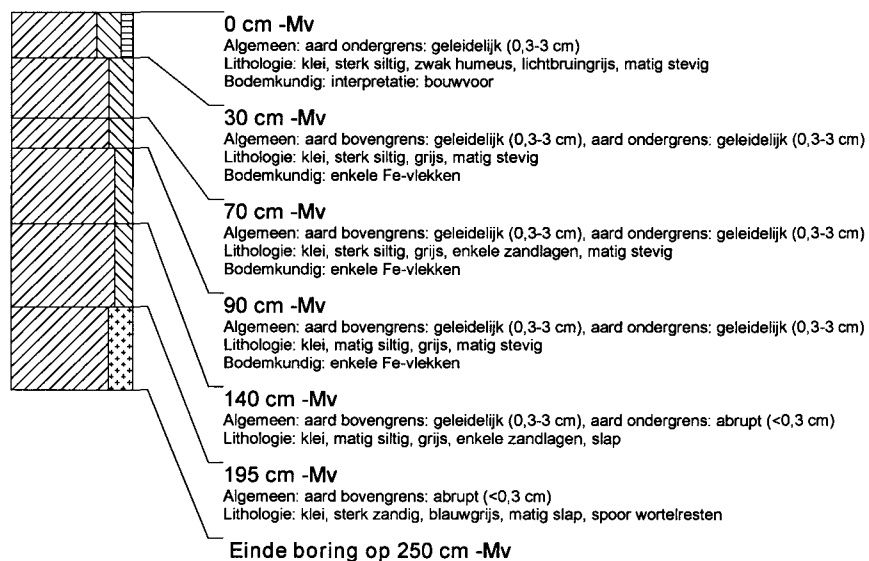 0 cm -Mv
Algemeen: aard ondergrens: geleidelijk (0,3-3 cm)
Lithologie: klei, sterk siltig, zwak humeus, lichtbruingrijs, matig stevig
Bodemkundig: interpretatie: bouwvoor
30 cm -Mv
Algemeen: aard bovengrens: geleidelijk (0,3-3 cm), aard ondergrens: geleidelijk (0,3-3 cm)
Lithologie: klei, sterk siltig, grijs, matig stevig
Bodemkundig: enkele Fe-vlekken
70 cm -Mv
Algemeen: aard bovengrens: geleidelijk (0,3-3 cm), aard ondergrens: geleidelijk (0,3-3 cm)
Lithologie: klei, sterk siltig, grijs, enkele zandlagen, matig stevig
Bodemkundig: enkele Fe-vlekken
90 cm -Mv
Algemeen: aard bovengrens: geleidelijk (0,3-3 cm), aard ondergrens: geleidelijk (0,3-3 cm)
Lithologie: klei, matig siltig, grijs, matig stevig
Bodemkundig: enkele Fe-vlekken
140 cm -Mv
Algemeen: aard bovengrens: geleidelijk (0,3-3 cm), aard ondergrens: abrupt (<0,3 cm)
Lithologie: klei, matig siltig, grijs, enkele zandlagen, slap
195 cm -Mv
Algemeen: aard bovengrens: abrupt (<0,3 cm)
Lithologie: klei, sterk zandig, blauwgrijs, matig slap, spoor wortelresten
Einde boring op 250 cm -Mv